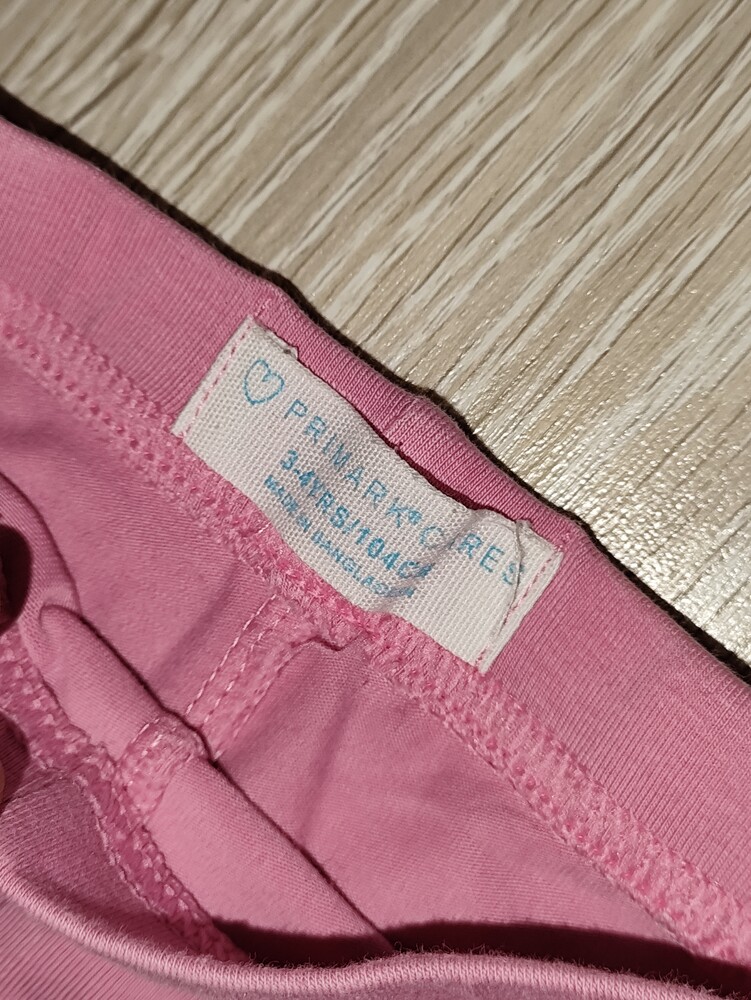 ♡ PRIMARK® CARES
3-4YRS/104CM
MADE IN BANGLADESH